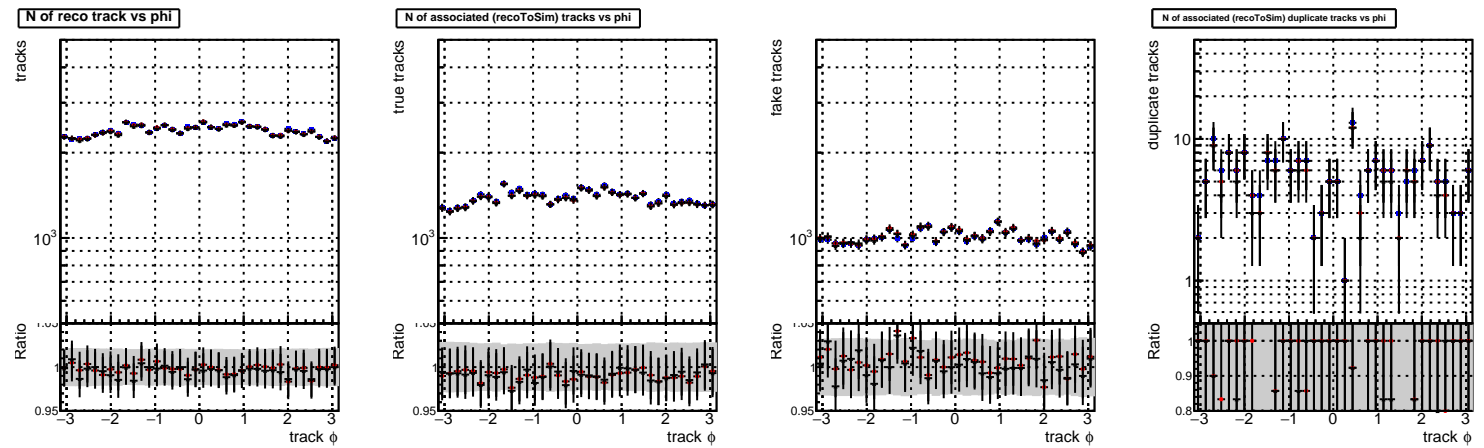 N of reco track vs phi
tracks
10³
Ratio
1.05
1
0.95
−3 −2 −1 0 1 2 3
track ϕ
N of associated (recoToSim) tracks vs phi
true tracks
10³
Ratio
1.05
1
0.95
−3 −2 −1 0 1 2 3
track ϕ
fake tracks
10³
Ratio
1.05
1
0.95
−3 −2 −1 0 1 2 3
track ϕ
N of associated (recoToSim) duplicate tracks vs phi
duplicate tracks
10
1
Ratio
1
0.9
0.8
−3 −2 −1 0 1 2 3
track ϕ